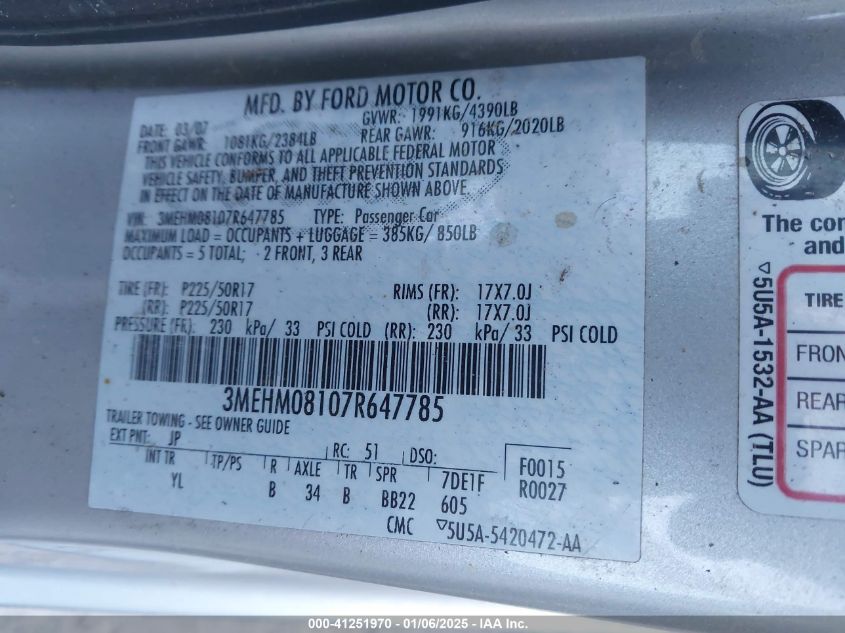 MFD. BY FORD MOTOR CO.
DATE: 03/07 GVWR: 1991KG/4390LB
FRONT GAWR: 1081KG/2384LB REAR GAWR: 916KG/2020LB
THIS VEHICLE CONFORMS TO ALL APPLICABLE FEDERAL MOTOR
VEHICLE SAFETY, BUMPER, AND THEFT PREVENTION STANDARDS
IN EFFECT ON THE DATE OF MANUFACTURE SHOWN ABOVE.
VIN: 3MEHM08107R647785 TYPE: Passenger Car
MAXIMUM LOAD = OCCUPANTS + LUGGAGE = 385KG/ 850LB
OCCUPANTS = 5 TOTAL; 2 FRONT, 3 REAR
TIRE (FR): P225/50R17 RIMS (FR): 17X7.0J
(RR): P225/50R17 (RR): 17X7.0J
PRESSURE (FR): 230 kPa/ 33 PSI COLD (RR): 230 kPa/ 33 PSI COLD
3MEHM08107R647785
TRAILER TOWING - SEE OWNER GUIDE
EXT PNT: JP RC: 51 DSO:
INT TR TP/PS R AXLE TR SPR 7DE1F F0015
YL B 34 B BB22 605 R0027
CMC ▽5U5A-5420472-AA
The con
and
▽5U5A-1532-AA (TLU)
TIRE
FRON
REAR
SPAR
000-41251970 - 01/06/2025 - IAA Inc.